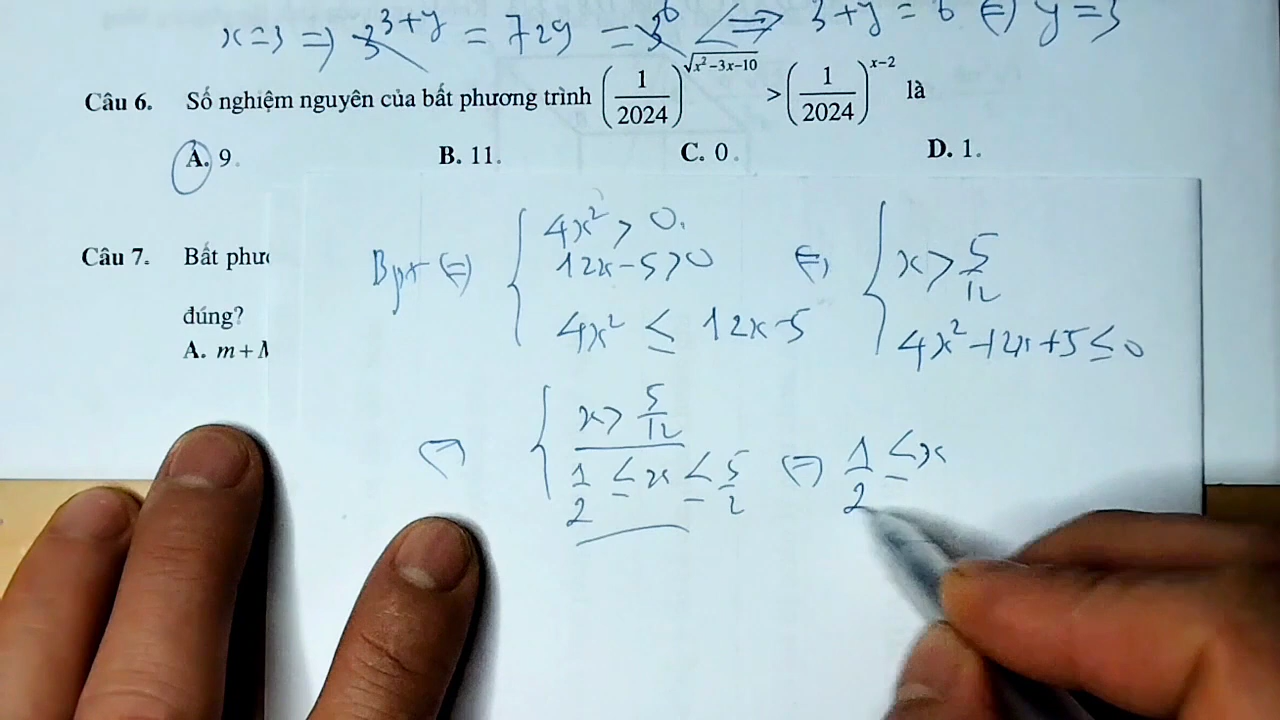 x = 3 => 3^{3+y} = 729 = 3^6 <=> 3+y = 6 <=> y = 3
Câu 6. Số nghiệm nguyên của bất phương trình (1/2024)^{√(x²−3x−10)} > (1/2024)^{x−2} là
A. 9. B. 11. C. 0. D. 1.
Bpt <=> { 4x² > 0. <=> { x > 5/12
12x−5 > 0
4x² ≤ 12x−5 4x²−12x+5 ≤ 0
Câu 7. Bất phươ
đúng?
A. m + M
<=> { x > 5/12
1/2 ≤ x ≤ 5/2 <=> 1/2 ≤ x